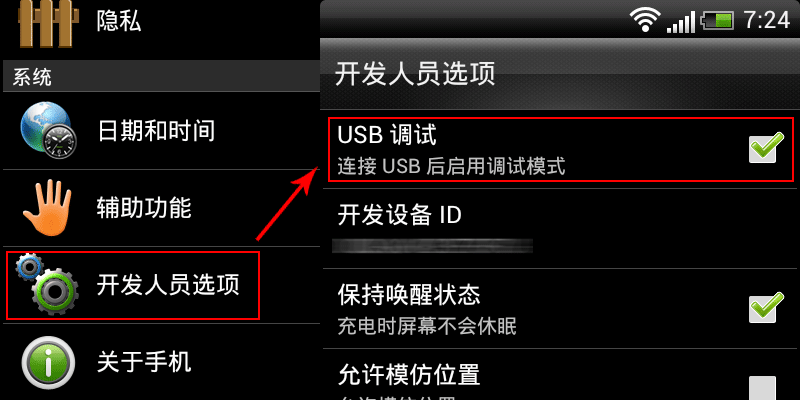 隐私
系统
日期和时间
辅助功能
开发人员选项
关于手机
7:24
开发人员选项
USB 调试
连接 USB 后启用调试模式
开发设备 ID
保持唤醒状态
充电时屏幕不会休眠
允许模仿位置